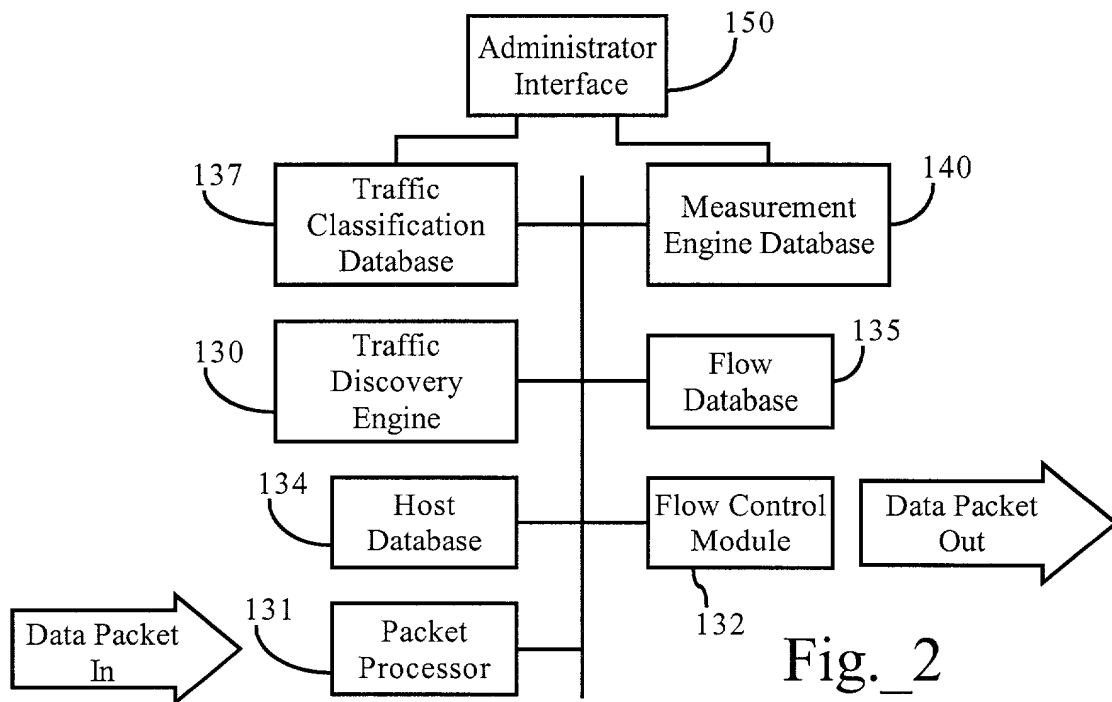 150
Administrator
Interface
137
Traffic
Classification
Database
Measurement
Engine Database
140
130
Traffic
Discovery
Engine
Flow
Database
135
134
Host
Database
Flow Control
Module
132
Data Packet
Out
Data Packet
In
131
Packet
Processor
Fig._2